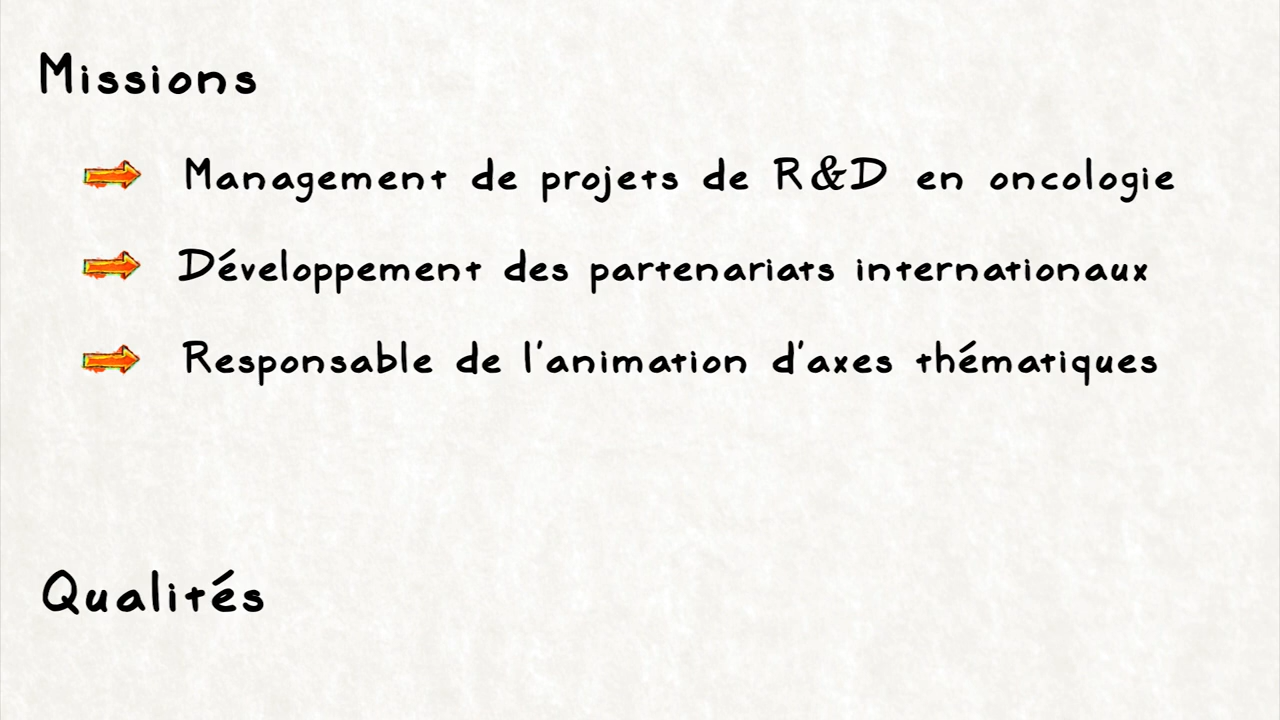 Missions
Management de projets de R&D en oncologie
Développement des partenariats internationaux
Responsable de l'animation d'axes thématiques
Qualités